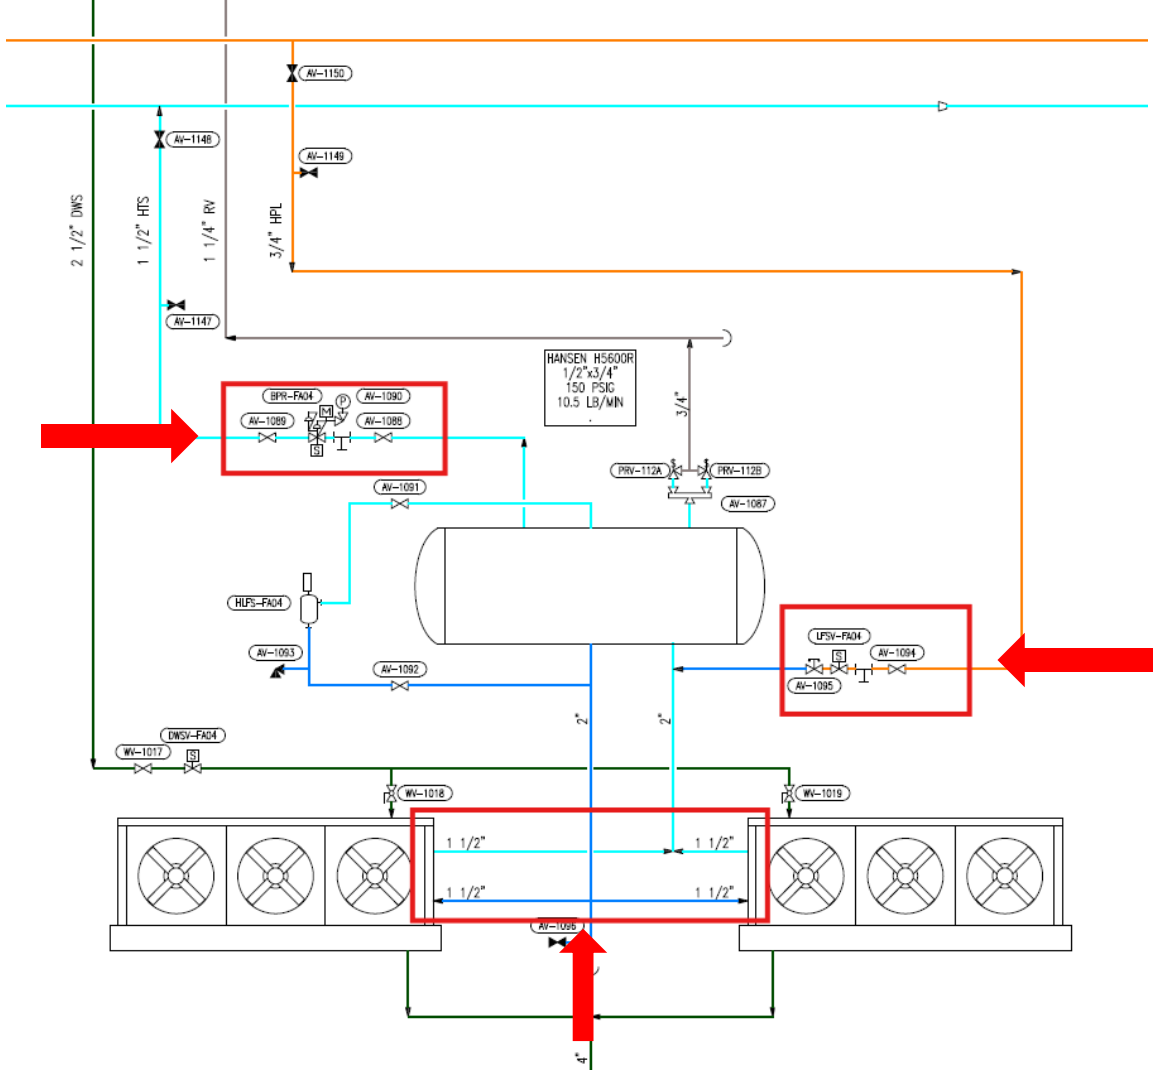 AV-1150
AV-1148
AV-1149
2 1/2" DWS
1 1/2" HTS
1 1/4" RV
3/4" HPL
AV-1147
HANSEN H5600R
1/2"x3/4"
150 PSIG
10.5 LB/MIN
.
3/4"
BPR-FA04
AV-1090
P
M
AV-1089
AV-1088
S
PRV-112A
S
S
PRV-112B
AV-1091
AV-1087
HLFS-FA04
LFSV-FA04
AV-1093
AV-1092
S
AV-1094
AV-1095
2"
2"
DWSV-FA04
WV-1017
S
WV-1018
WV-1019
1 1/2"
1 1/2"
1 1/2"
1 1/2"
AV-1096
4"